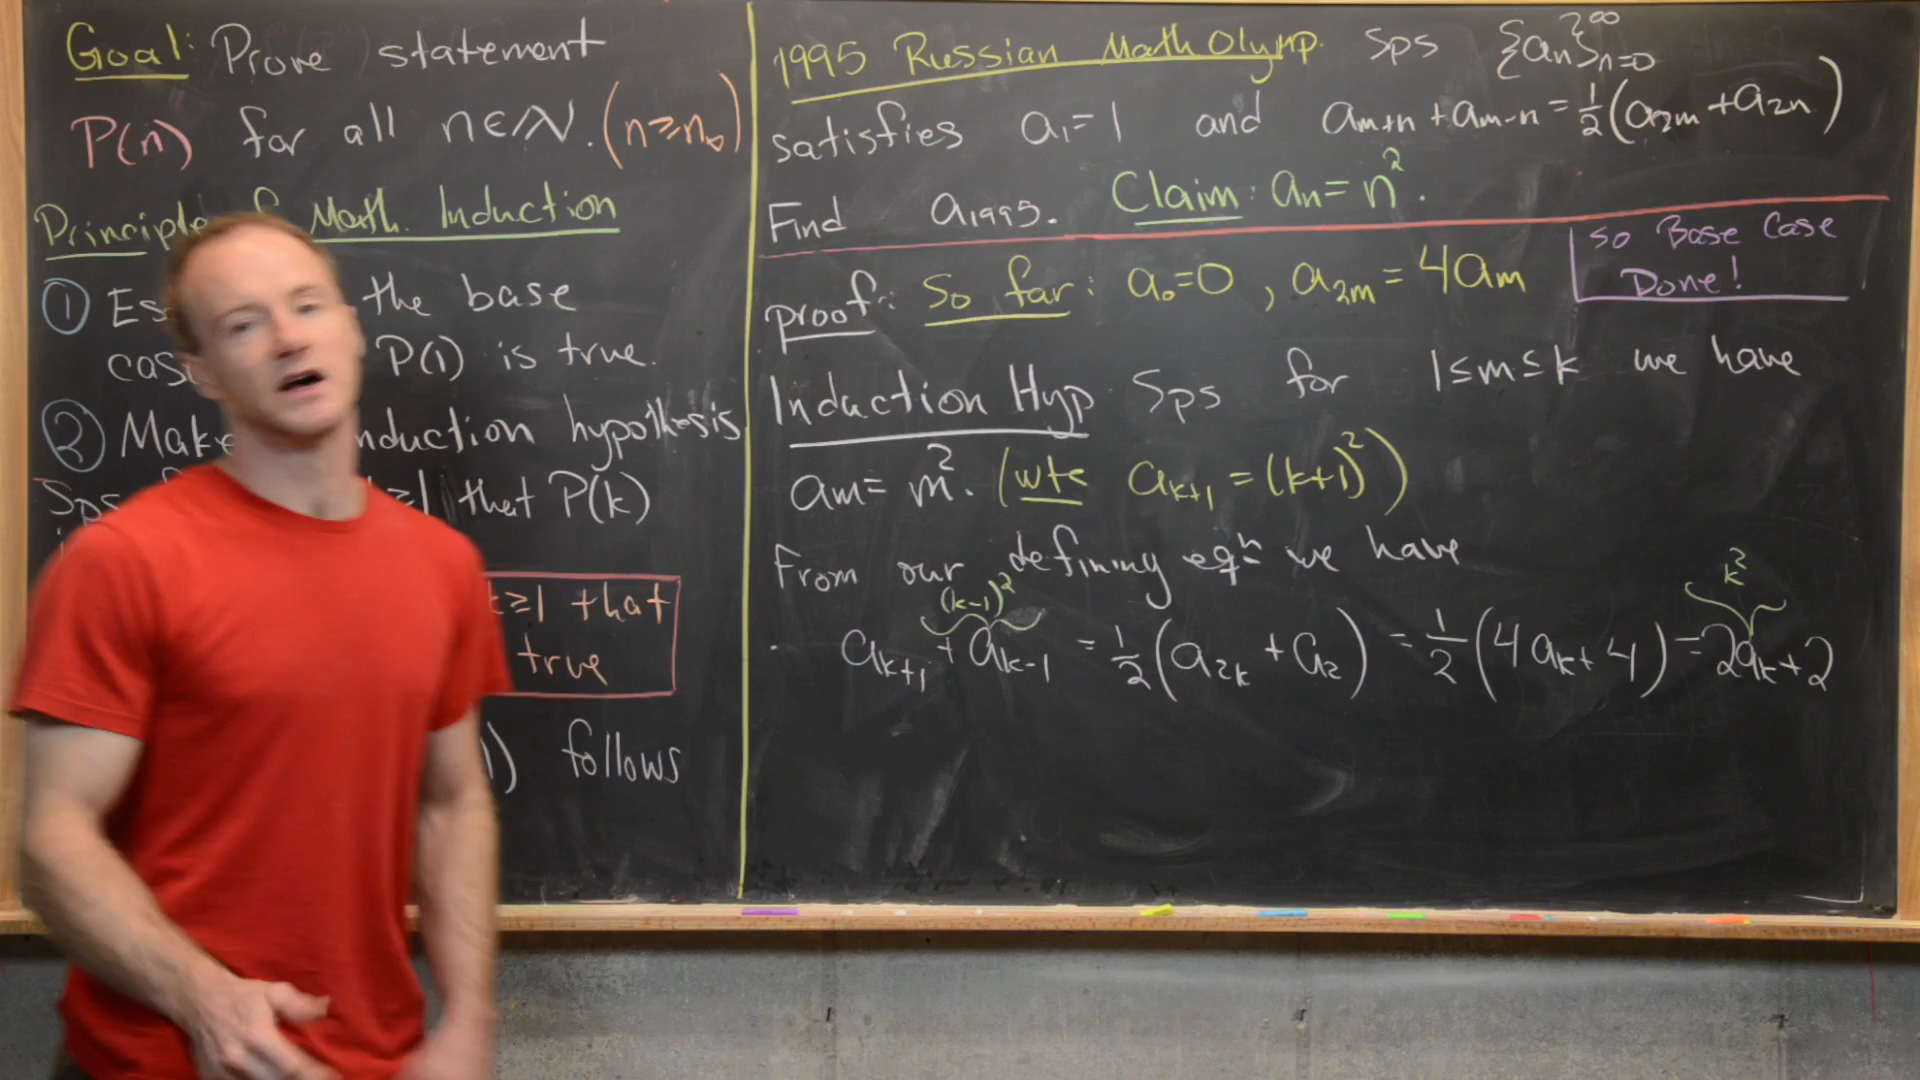 Goal: Prove statement
P(n) for all n∈ℕ. (n≥n₀)
Principle Math. Induction
① the base
P(1) is true.
② Make nduction hypothesis
Sps ≥1 that P(k)
≥1 that
true
) follows
1995 Russian Math Olymp. Sps {aₙ}ₙ₌₀^∞
satisfies a₁=1 and aₘ₊ₙ + aₘ₋ₙ = ½(a₂ₘ + a₂ₙ)
Find a₁₉₉₅. Claim: aₙ = n².
proof: So far: a₀=0, a₂ₘ = 4aₘ
so Base Case
Done!
Induction Hyp Sps for 1≤m≤k we have
aₘ = m². (wts aₖ₊₁ = (k+1)²)
From our defining eqⁿ we have
(k-1)² k²
aₖ₊₁ + aₖ₋₁ = ½(a₂ₖ + a₂) = ½(4aₖ + 4) = 2aₖ + 2